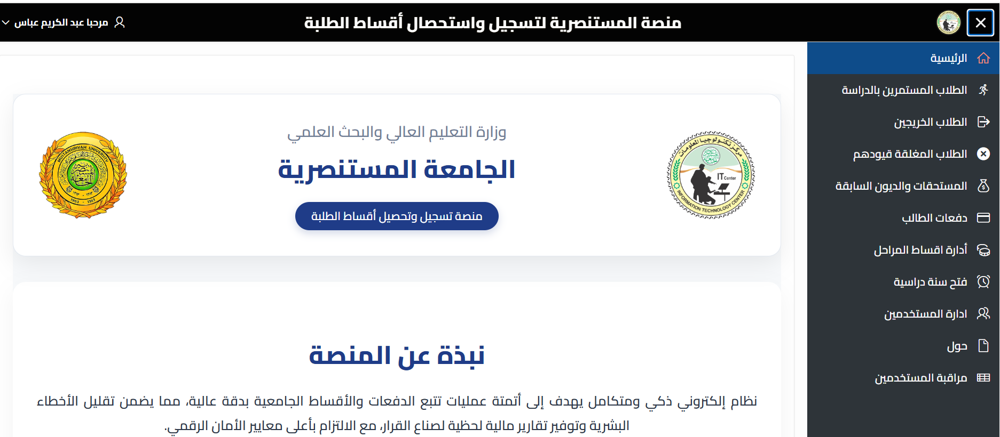 منصة المستنصرية لتسجيل واستحصال أقساط الطلبة
مرحبا عبد الكريم عباس
الرئيسية
الطلاب المستمرين بالدراسة
الطلاب الخريجين
الطلاب المغلقة قيودهم
المستحقات والديون السابقة
دفعات الطالب
أدارة اقساط المراحل
فتح سنة دراسية
ادارة المستخدمين
حول
مراقبة المستخدمين
مركز تكنولوجيا المعلومات
IT Center
INFORMATION TECHNOLOGY CENTER
وزارة التعليم العالي والبحث العلمي
الجامعة المستنصرية
منصة تسجيل وتحصيل أقساط الطلبة
MUSTANSIRIYAH UNIVERSITY
1963 - 1383
نبذة عن المنصة
نظام إلكتروني ذكي ومتكامل يهدف إلى أتمتة عمليات تتبع الدفعات والأقساط الجامعية بدقة عالية، مما يضمن تقليل الأخطاء
البشرية وتوفير تقارير مالية لحظية لصناع القرار، مع الالتزام بأعلى معايير الأمان الرقمي.